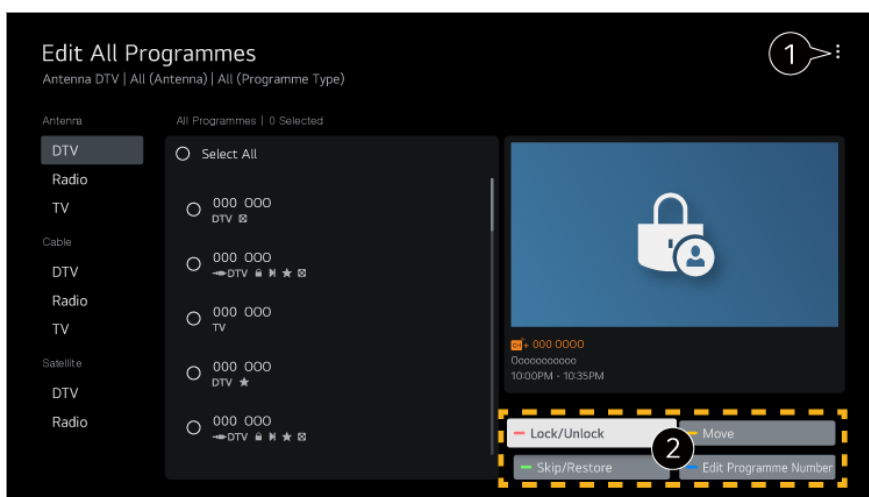 Edit All Programmes
Antenna DTV | All (Antenna) | All (Programme Type)
1
Antenna
DTV
Radio
TV
Cable
DTV
Radio
TV
Satellite
DTV
Radio
All Programmes | 0 Selected
Select All
000 000
DTV
000 000
DTV
000 000
TV
000 000
DTV
000 000
DTV
+ 000 0000
Ooooooooooo
10:00PM - 10:35PM
Lock/Unlock
Move
2
Skip/Restore
Edit Programme Number